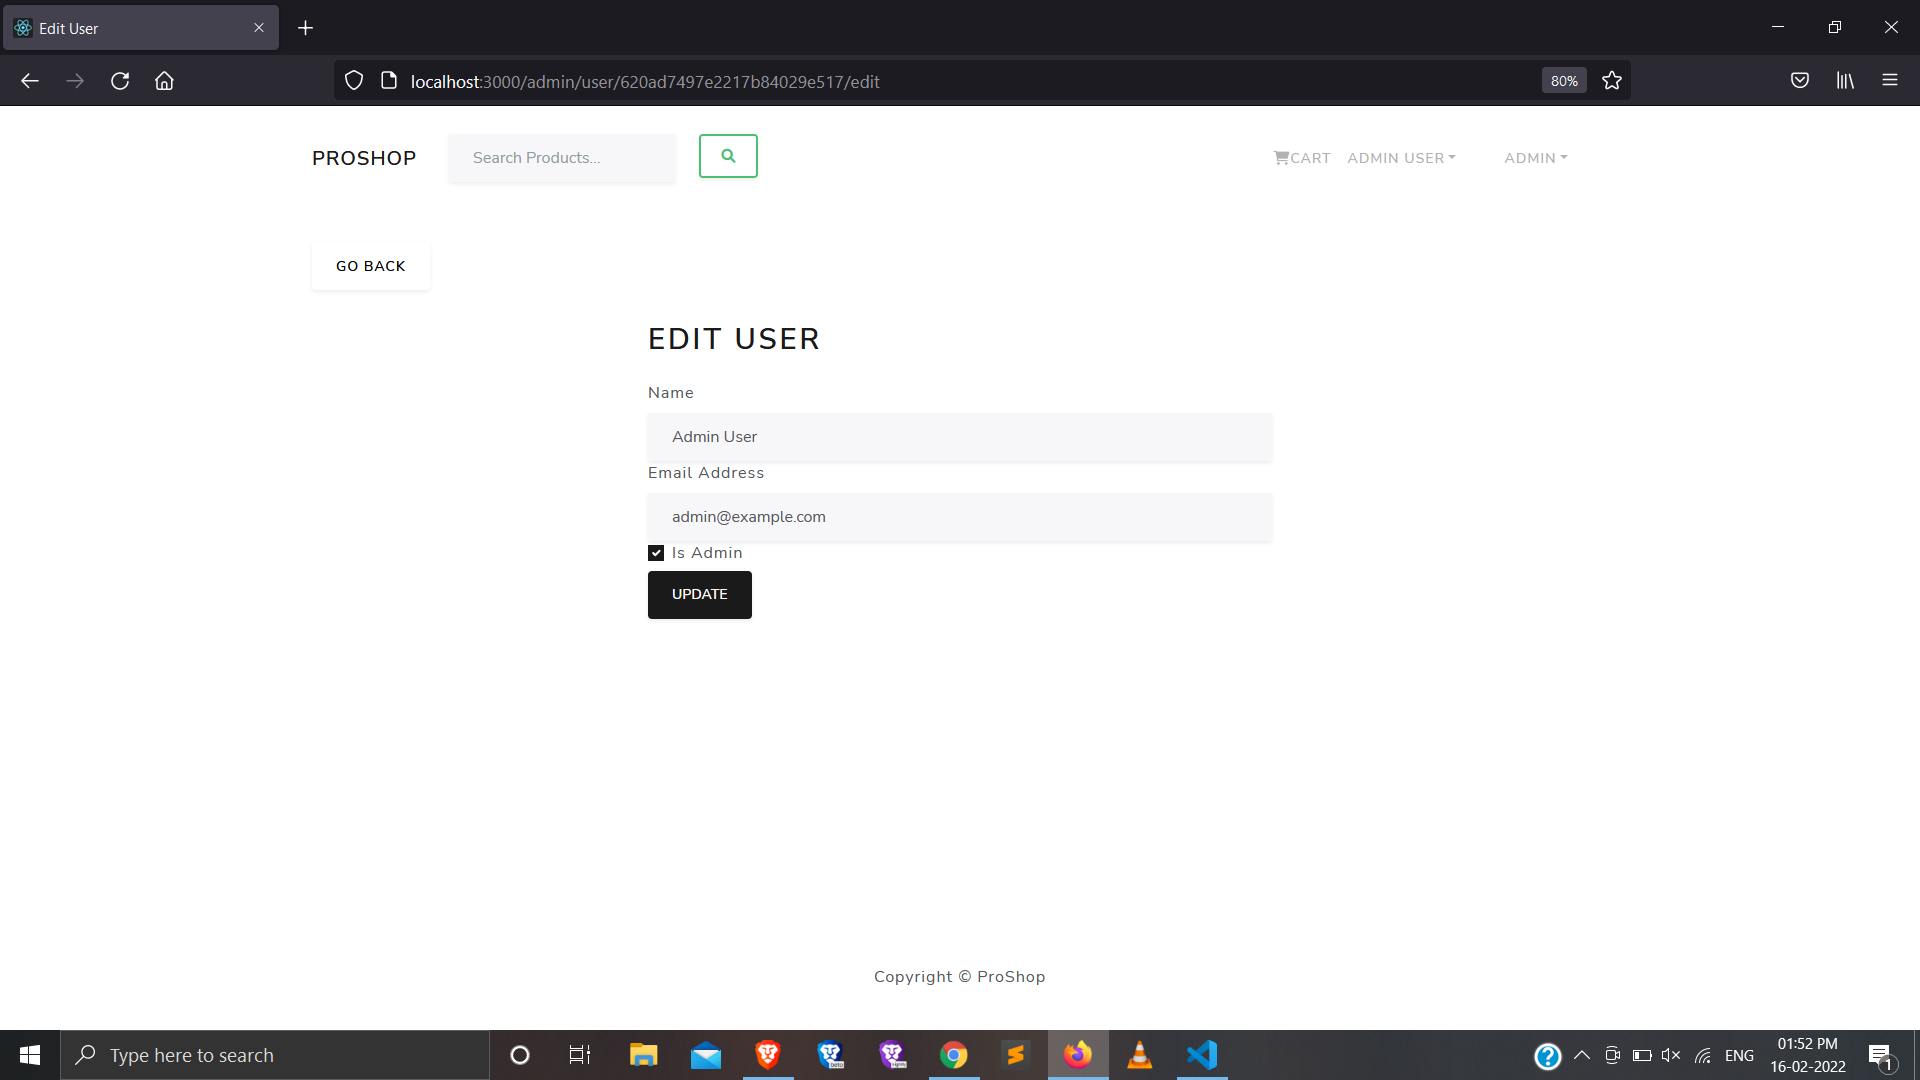 Edit User
localhost:3000/admin/user/620ad7497e2217b84029e517/edit
80%
PROSHOP
Search Products...
CART
ADMIN USER
ADMIN
GO BACK
EDIT USER
Name
Admin User
Email Address
admin@example.com
Is Admin
UPDATE
Copyright © ProShop
Type here to search
beta
nightly
ENG
01:52 PM
16-02-2022
1